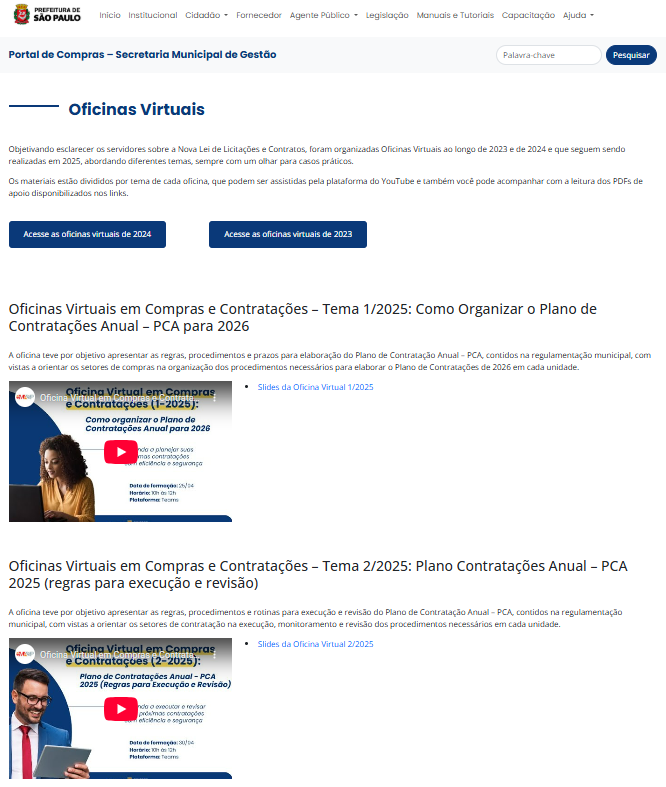 PREFEITURA DE
SÃO PAULO
Início Institucional Cidadão Fornecedor Agente Público Legislação Manuais e Tutoriais Capacitação Ajuda
Portal de Compras – Secretaria Municipal de Gestão
Palavra-chave
Pesquisar
Oficinas Virtuais
Objetivando esclarecer os servidores sobre a Nova Lei de Licitações e Contratos, foram organizadas Oficinas Virtuais ao longo de 2023 e de 2024 e que seguem sendo
realizadas em 2025, abordando diferentes temas, sempre com um olhar para casos práticos.
Os materiais estão divididos por tema de cada oficina, que podem ser assistidas pela plataforma do YouTube e também você pode acompanhar com a leitura dos PDFs de
apoio disponibilizados nos links.
Acesse as oficinas virtuais de 2024
Acesse as oficinas virtuais de 2023
Oficinas Virtuais em Compras e Contratações – Tema 1/2025: Como Organizar o Plano de
Contratações Anual – PCA para 2026
A oficina teve por objetivo apresentar as regras, procedimentos e prazos para elaboração do Plano de Contratação Anual – PCA, contidos na regulamentação municipal, com
vistas a orientar os setores de compras na organização dos procedimentos necessários para elaborar o Plano de Contratações de 2026 em cada unidade.
Oficina Virtual em Compras
Oficina Virtual em Compras e Contrate...
e Contratações (1-2025):
Como organizar o Plano de
Contratações Anual para 2026
a planejar suas
contratações
eficiência e segurança
Data de formação: 25/04
Horário: 10h às 12h
Plataforma: Teams
Slides da Oficina Virtual 1/2025
Oficinas Virtuais em Compras e Contratações – Tema 2/2025: Plano Contratações Anual – PCA
2025 (regras para execução e revisão)
A oficina teve por objetivo apresentar as regras, procedimentos e rotinas para execução e revisão do Plano de Contratação Anual – PCA, contidos na regulamentação
municipal, com vistas a orientar os setores de contratação na execução, monitoramento e revisão dos procedimentos necessários em cada unidade.
Oficina Virtual em Compras
Oficina Virtual em Compras e Contrate...
e Contratações (2-2025):
Plano de Contratações Anual - PCA
2025 (Regras para Execução e Revisão)
a executar e revisar
próximas contratações
eficiência e segurança
Data de formação: 30/04
Horário: 10h às 12h
Plataforma: Teams
Slides da Oficina Virtual 2/2025